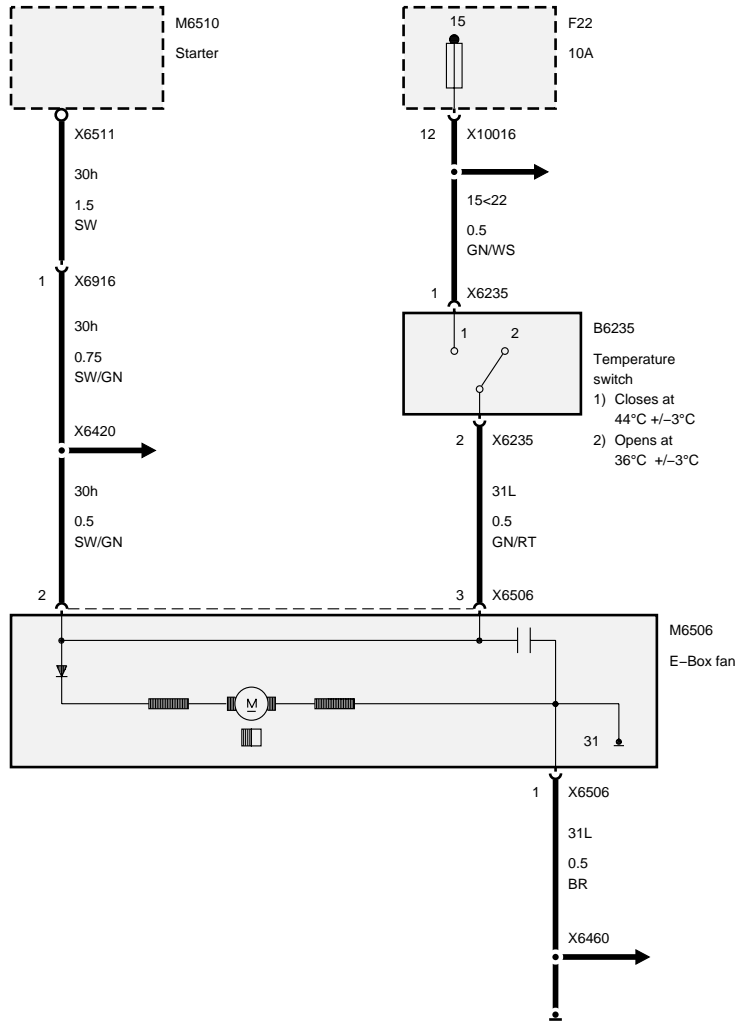 M6510
Starter
15
F22
10A
X6511
12 X10016
30h
1.5
SW
15<22
0.5
GN/WS
1 X6916
1 X6235
30h
0.75
SW/GN
1 2
B6235
Temperature
switch
1) Closes at
44°C +/−3°C
2) Opens at
36°C +/−3°C
X6420
2 X6235
30h
0.5
SW/GN
31L
0.5
GN/RT
2
3 X6506
M6506
E−Box fan
M
31
1 X6506
31L
0.5
BR
X6460